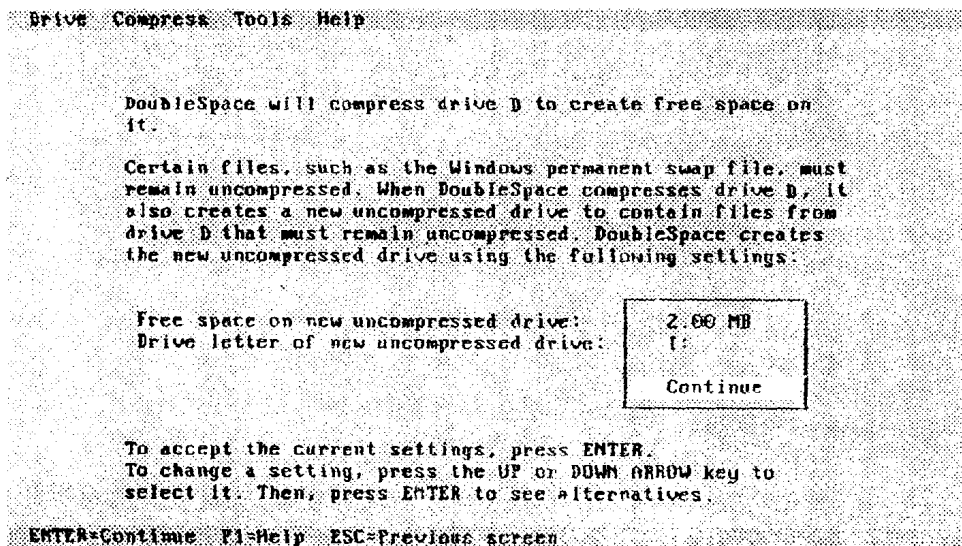 Drive Compress Tools Help
DoubleSpace will compress drive D to create free space on
it.
Certain files, such as the Windows permanent swap file, must
remain uncompressed. When DoubleSpace compresses drive D, it
also creates a new uncompressed drive to contain files from
drive D that must remain uncompressed. DoubleSpace creates
the new uncompressed drive using the following settings:
Free space on new uncompressed drive: 2.00 MB
Drive letter of new uncompressed drive:
Continue
To accept the current settings, press ENTER.
To change a setting, press the UP or DOWN ARROW key to
select it. Then, press ENTER to see alternatives.
ENTER=Continue F1=Help ESC=Previous screen